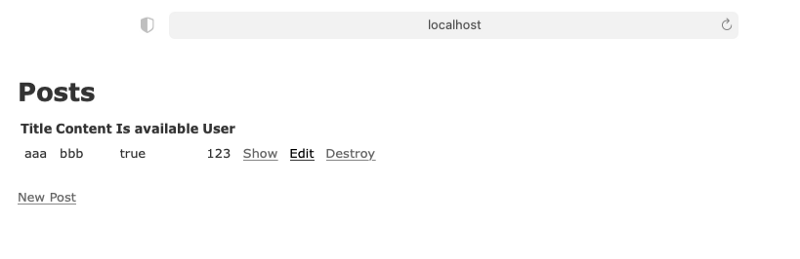 localhost
Posts
Title Content Is available User
aaa bbb true 123 Show Edit Destroy
New Post